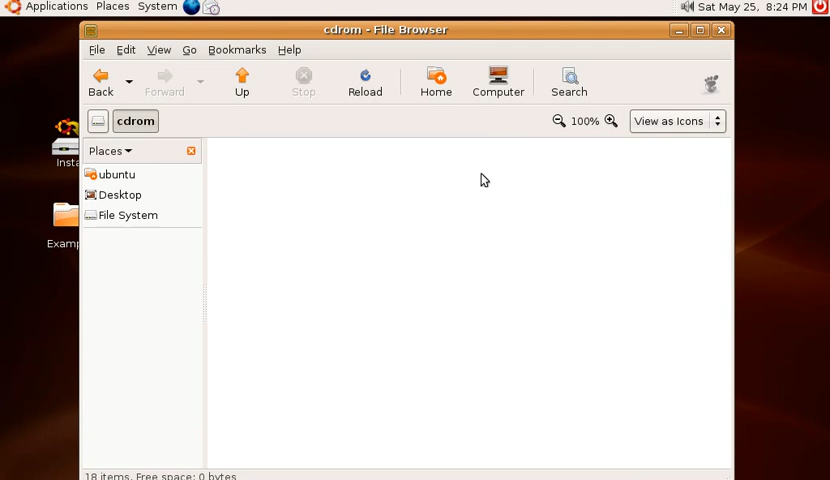 Applications Places System Sat May 25, 8:24 PM
cdrom - File Browser
File Edit View Go Bookmarks Help
Back Forward Up Stop Reload Home Computer Search
cdrom 100% View as Icons
Places
ubuntu
Desktop
File System
Insta
Examp
18 items, Free space: 0 bytes